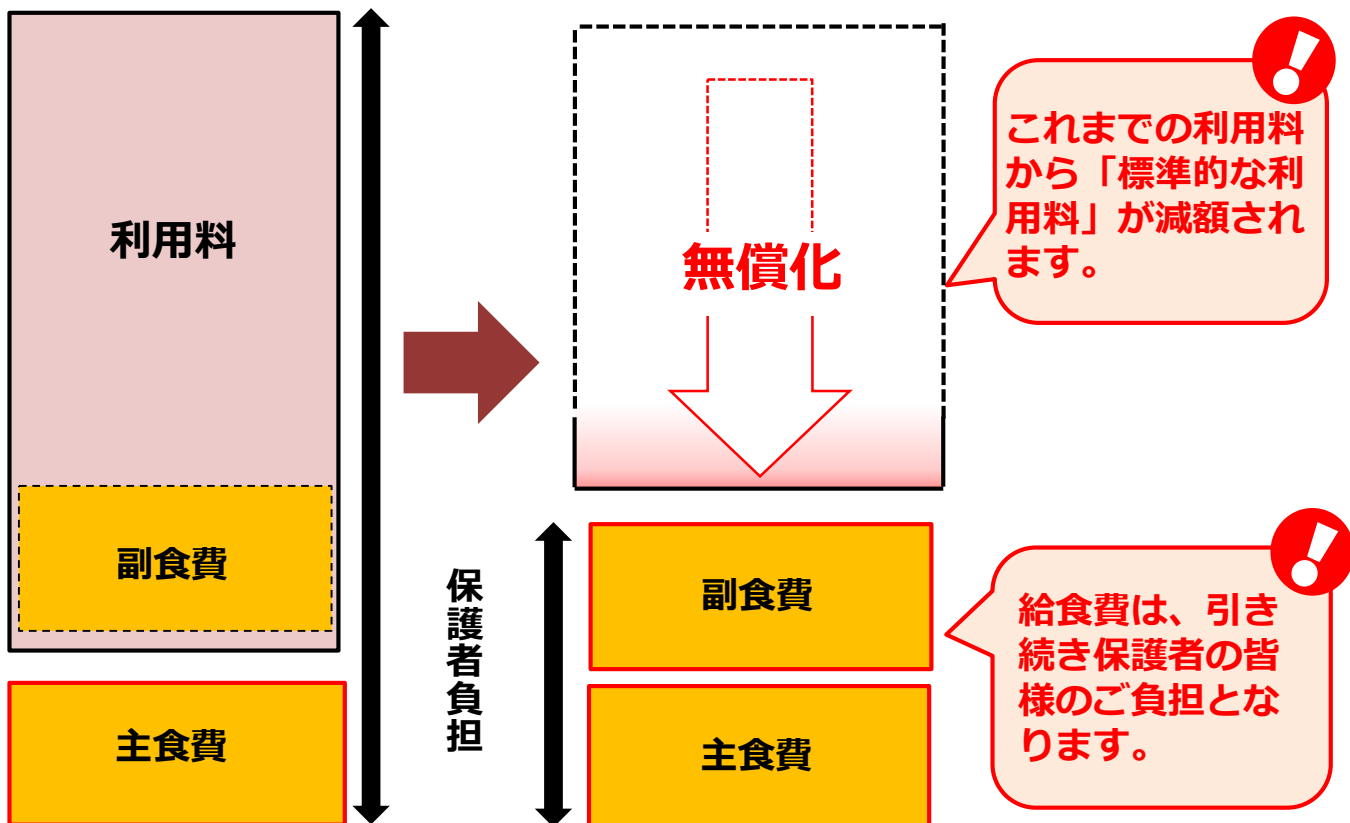 利用料
副食費
主食費
保護者負担
無償化
副食費
主食費
これまでの利用料
から「標準的な利
用料」が減額され
ます。
給食費は、引き
続き保護者の皆
様のご負担とな
ります。